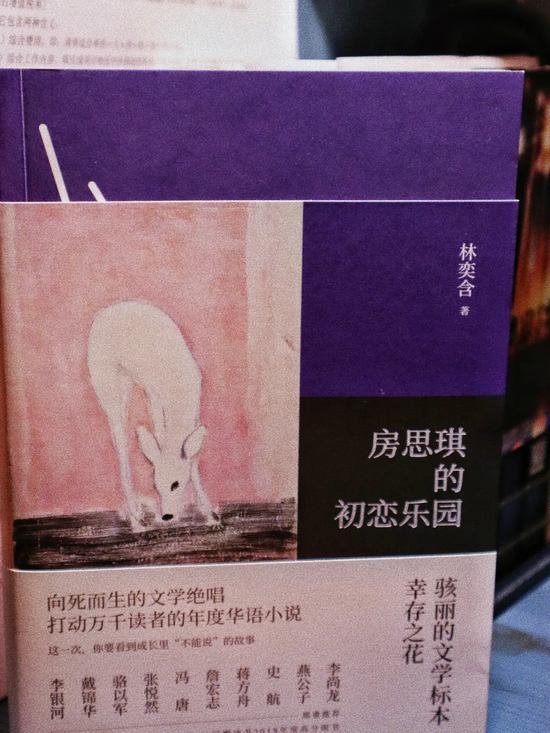 林奕含 著
房思琪
的
初恋乐园
向死而生的文学绝唱
打动万千读者的年度华语小说
这一次，你要看到成长里“不能说”的故事
骇丽的文学标本
幸存之花
李银河
戴锦华
骆以军
张悦然
冯唐
詹宏志
蒋方舟
史航
燕公子
李尚龙